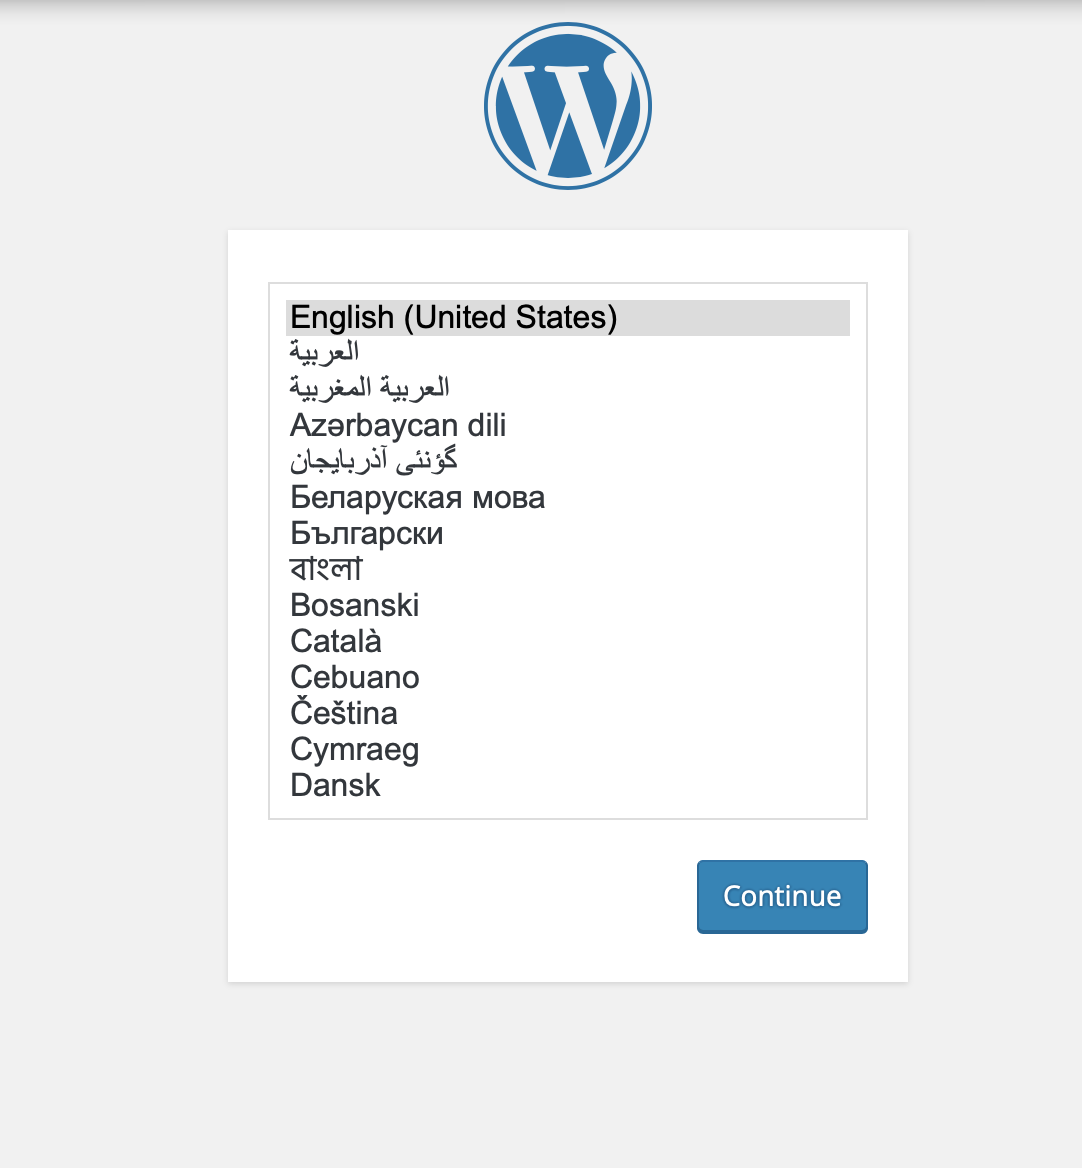 English (United States)
العربية
العربية المغربية
Azərbaycan dili
گؤنئی آذربایجان
Беларуская мова
Български
বাংলা
Bosanski
Català
Cebuano
Čeština
Cymraeg
Dansk
Continue